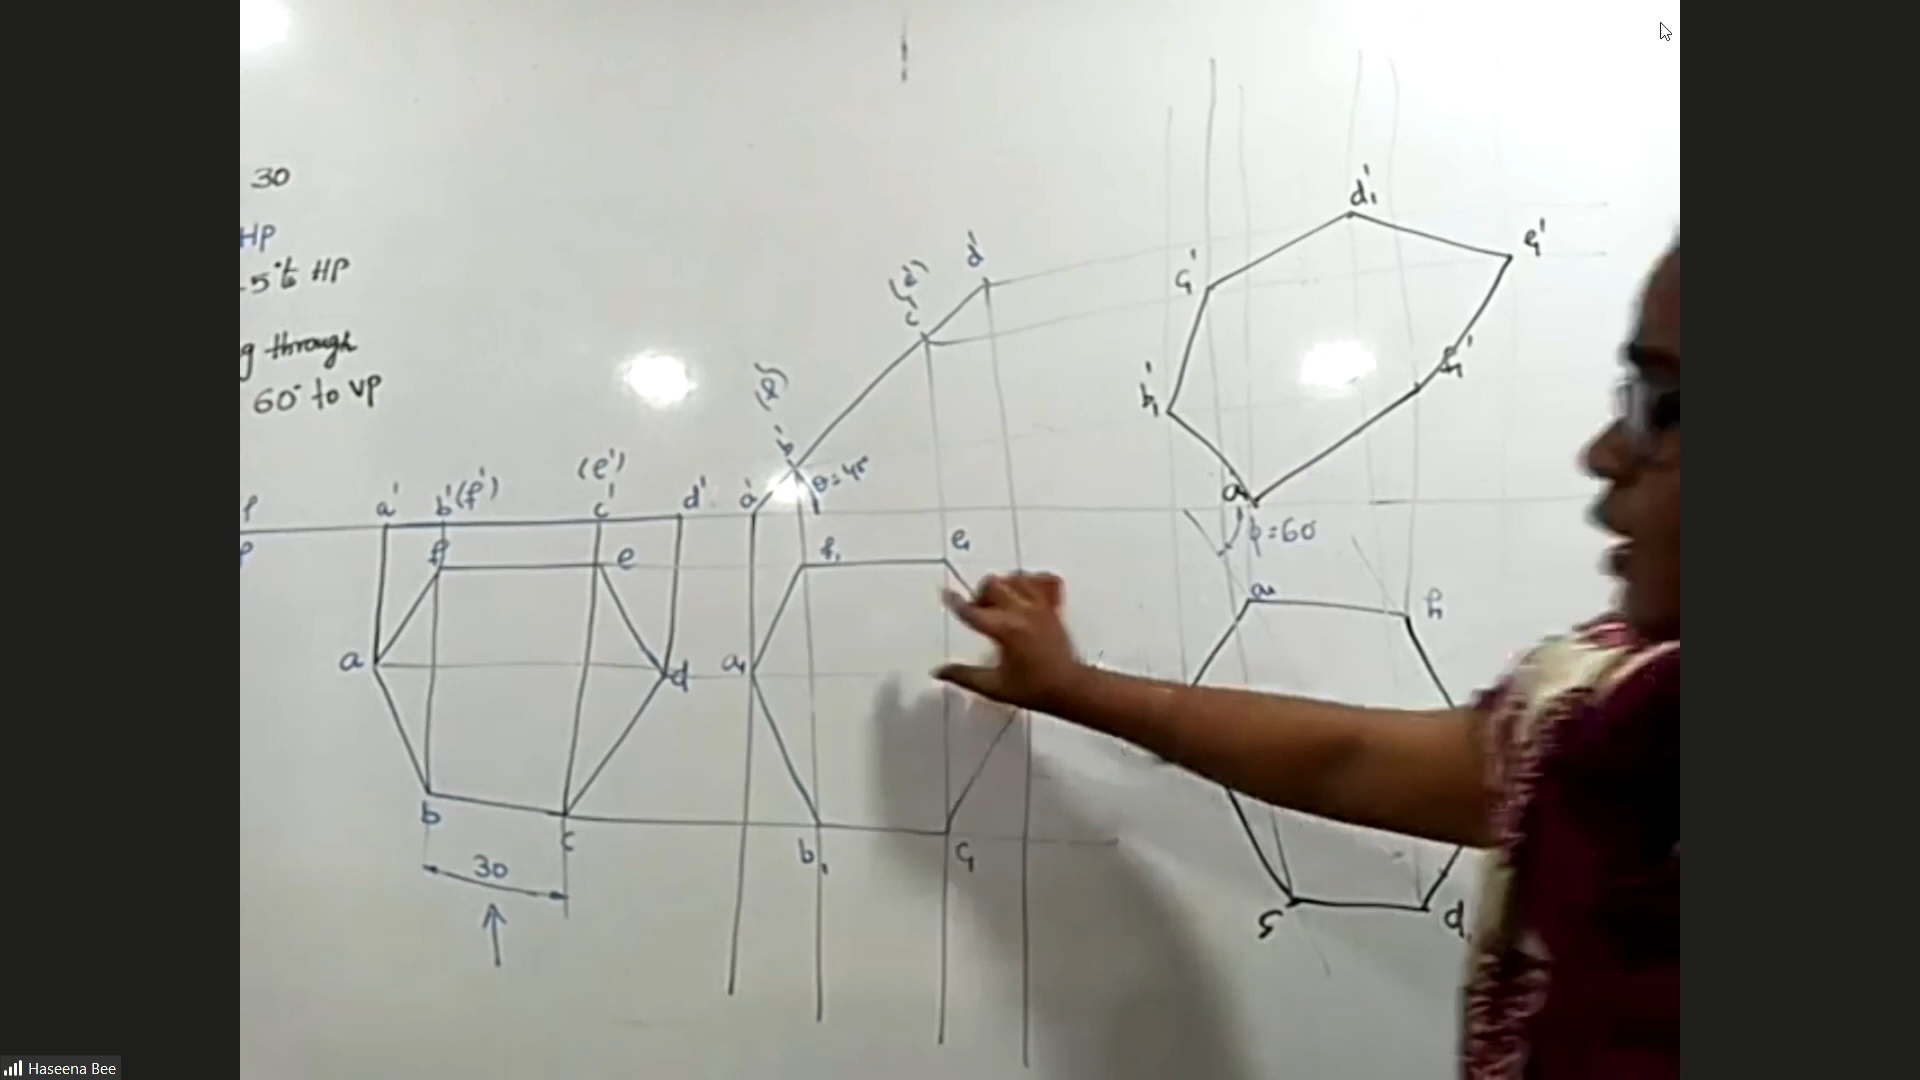 30
HP
5° to HP
g through
60° to VP
a' b'(f') (e') c' d'
f e
a d
b c
30
a' b' (f') θ=45°
c' (e') d'
f₁ e₁
a₁
b₁ c₁
d₁'
e₁'
c₁'
f₁'
b₁'
a₁'
ϕ=60
a₁ f₁
c₁ d₁
Haseena Bee